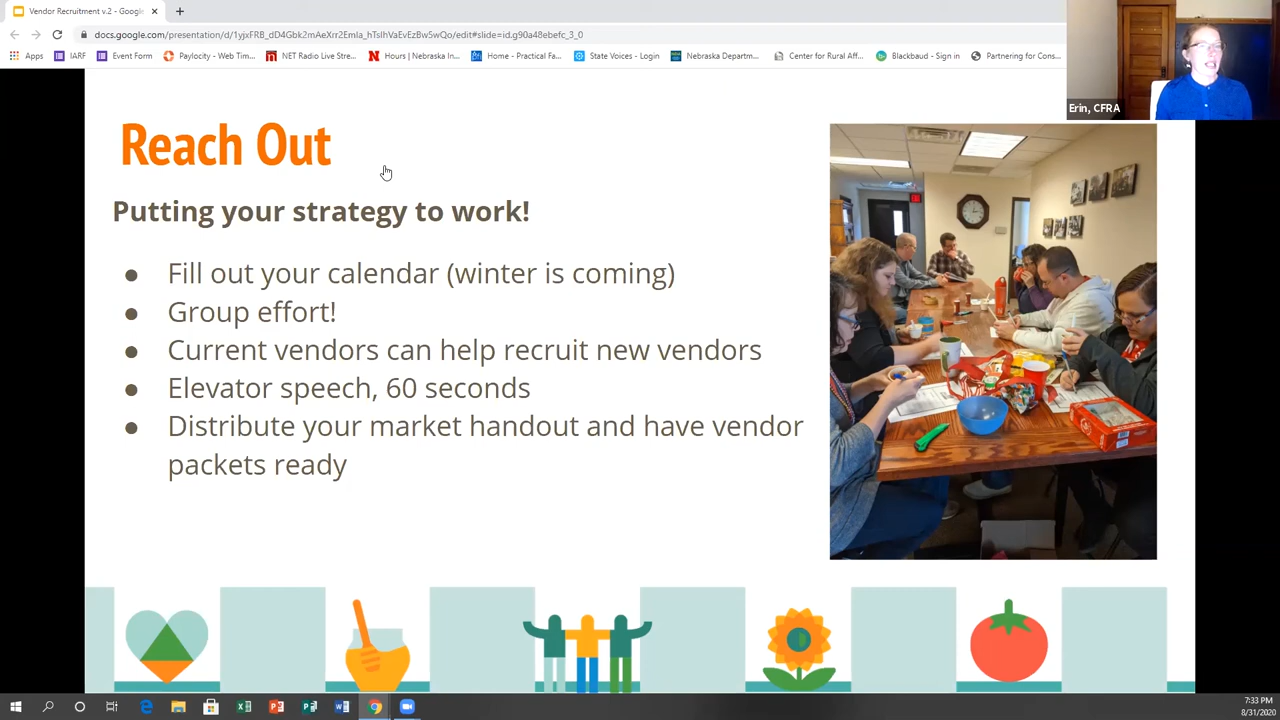 Vendor Recruitment v.2 - Google
docs.google.com/presentation/d/1yjxFRB_dD4Gbk2mAeXrr2EmIa_hTsIhVaEvEzBw5wQo/edit#slide=id.g90a48ebefc_3_0
Apps IARF Event Form Paylocity - Web Tim... NET Radio Live Stre... Hours | Nebraska In... Home - Practical Fa... State Voices - Login Nebraska Departm... Center for Rural Affa... Blackbaud - Sign in Partnering for Cons...
Erin, CFRA
Reach Out
Putting your strategy to work!
● Fill out your calendar (winter is coming)
● Group effort!
● Current vendors can help recruit new vendors
● Elevator speech, 60 seconds
● Distribute your market handout and have vendor
packets ready
7:33 PM
8/31/2020